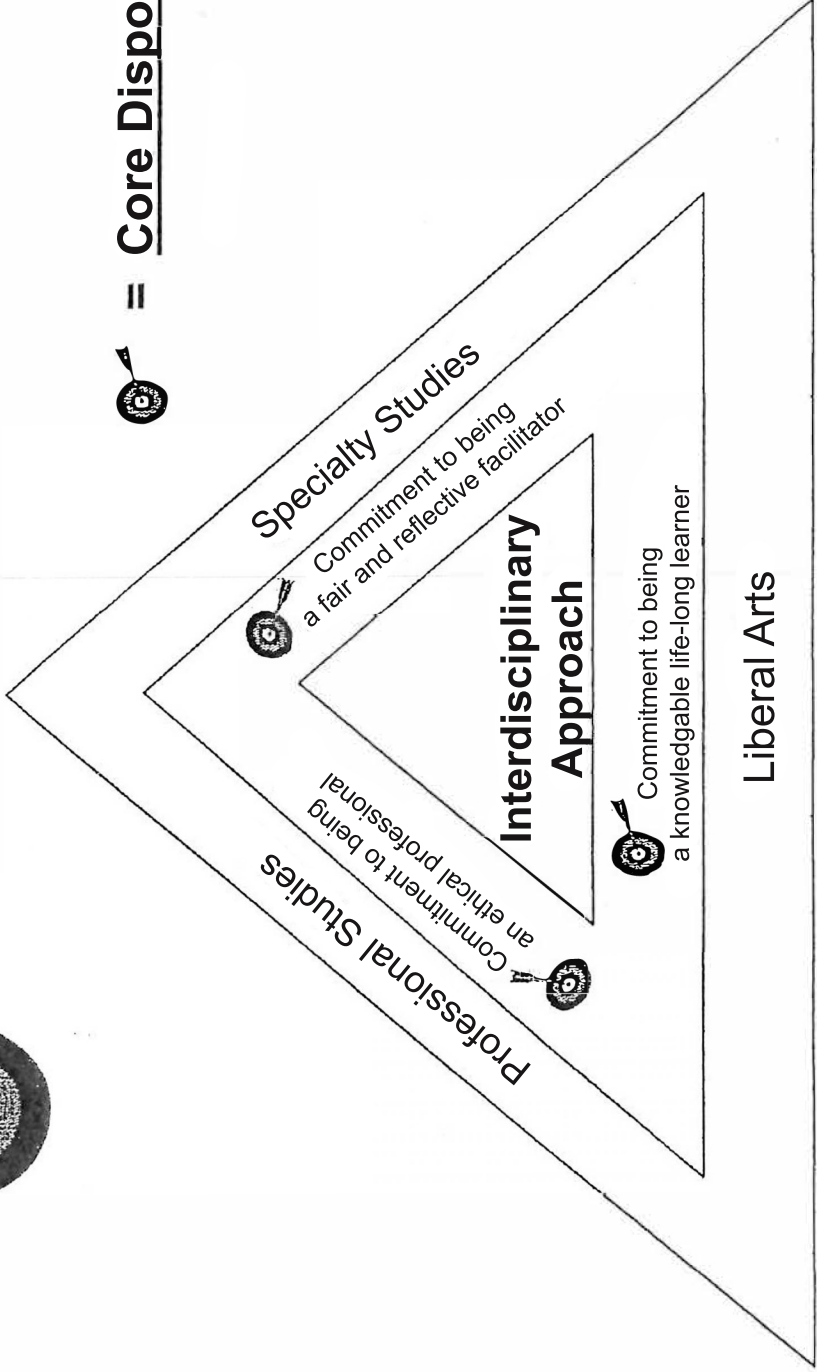 = Core Dispo
Specialty Studies
Commitment to being
a fair and reflective facilitator
Professional Studies
Commitment to being
an ethical professional
Interdisciplinary
Approach
Commitment to being
a knowledgable life-long learner
Liberal Arts